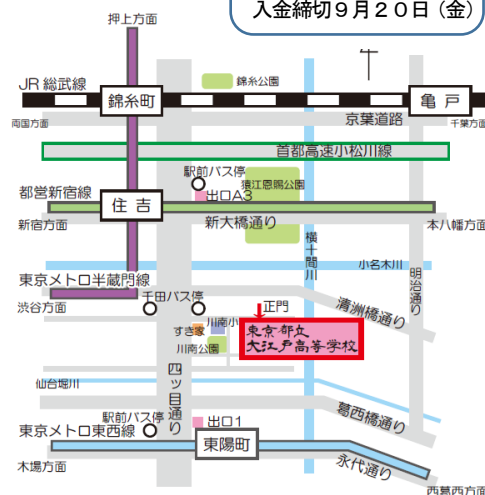 入金締切９月２０日（金）
押上方面
JR 総武線
錦糸町
錦糸公園
亀戸
両国方面
京葉道路
千葉方面
首都高速小松川線
駅前バス停
猿江恩賜公園
都営新宿線
出口A3
住吉
新宿方面
新大橋通り
本八幡方面
横十間川
小名木川
明治通り
東京メトロ半蔵門線
渋谷方面
千田バス停
正門
清洲橋通り
川南小
すき家
東京都立
大江戸高等学校
川南公園
四ッ目通り
仙台堀川
葛西橋通り
駅前バス停
出口1
東京メトロ東西線
東陽町
木場方面
永代通り
西葛西方面